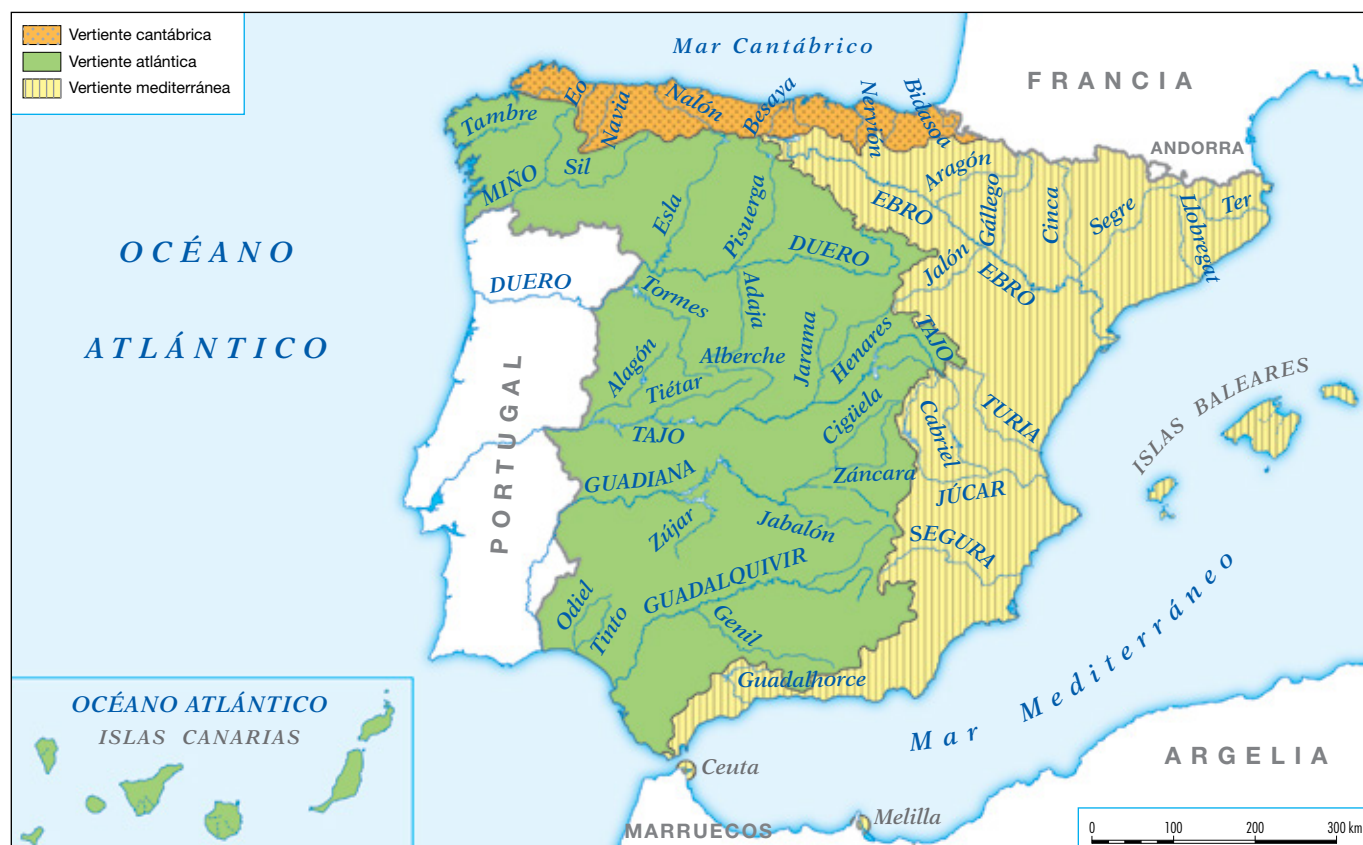 Vertiente cantábrica
Vertiente atlántica
Vertiente mediterránea
Mar Cantábrico
FRANCIA
ANDORRA
OCÉANO
ATLÁNTICO
PORTUGAL
Eo
Navia
Nalón
Besaya
Nervión
Bidasoa
Tambre
MIÑO
Sil
Esla
Pisuerga
DUERO
DUERO
Tormes
Adaja
Aragón
EBRO
Gállego
Cinca
Segre
Llobregat
Ter
Jalón
EBRO
Jarama
Henares
TAJO
Alberche
Alagón
Tiétar
TAJO
Cigüela
Cabriel
TURIA
ISLAS BALEARES
GUADIANA
Záncara
JÚCAR
Zújar
Jabalón
SEGURA
GUADALQUIVIR
Odiel
Tinto
Genil
Guadalhorce
Mar Mediterráneo
OCÉANO ATLÁNTICO
ISLAS CANARIAS
Ceuta
Melilla
MARRUECOS
ARGELIA
0 100 200 300 km